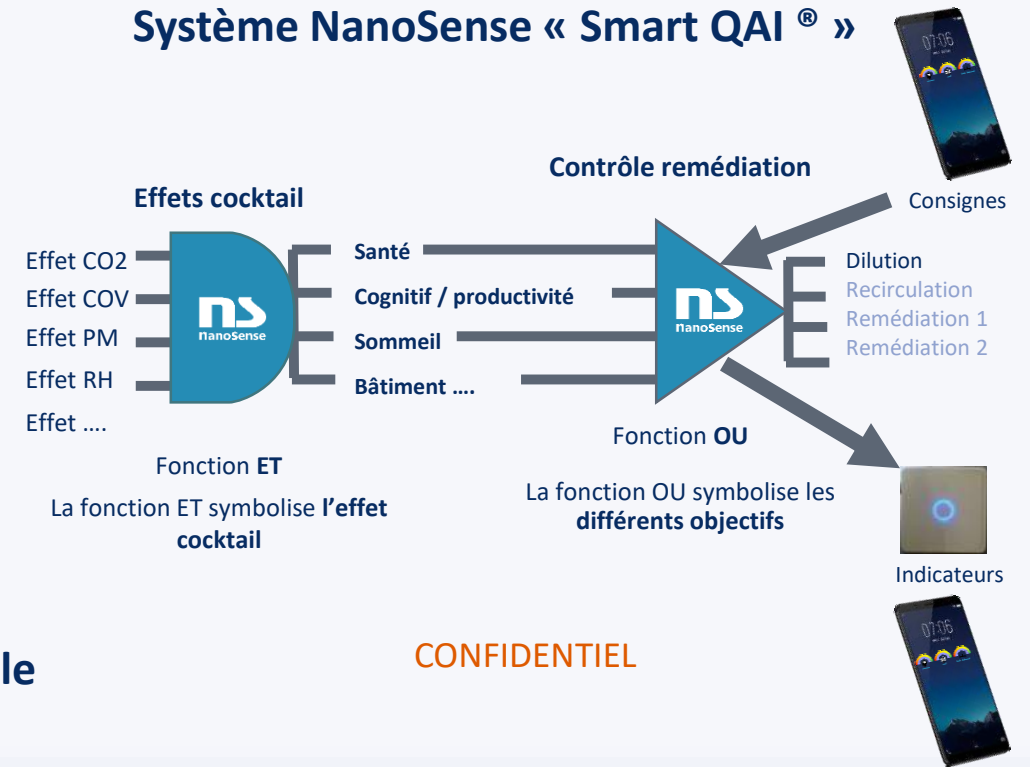 Système NanoSense « Smart QAI ® »
07:06
Contrôle remédiation
Effets cocktail
Consignes
Effet CO2
Effet COV
Effet PM
Effet RH
Effet ....
ns
nanoSense
Santé
Cognitif / productivité
Sommeil
Bâtiment ....
ns
nanoSense
Dilution
Recirculation
Remédiation 1
Remédiation 2
Fonction ET
La fonction ET symbolise l'effet
cocktail
Fonction OU
La fonction OU symbolise les
différents objectifs
Indicateurs
07:06
le
CONFIDENTIEL